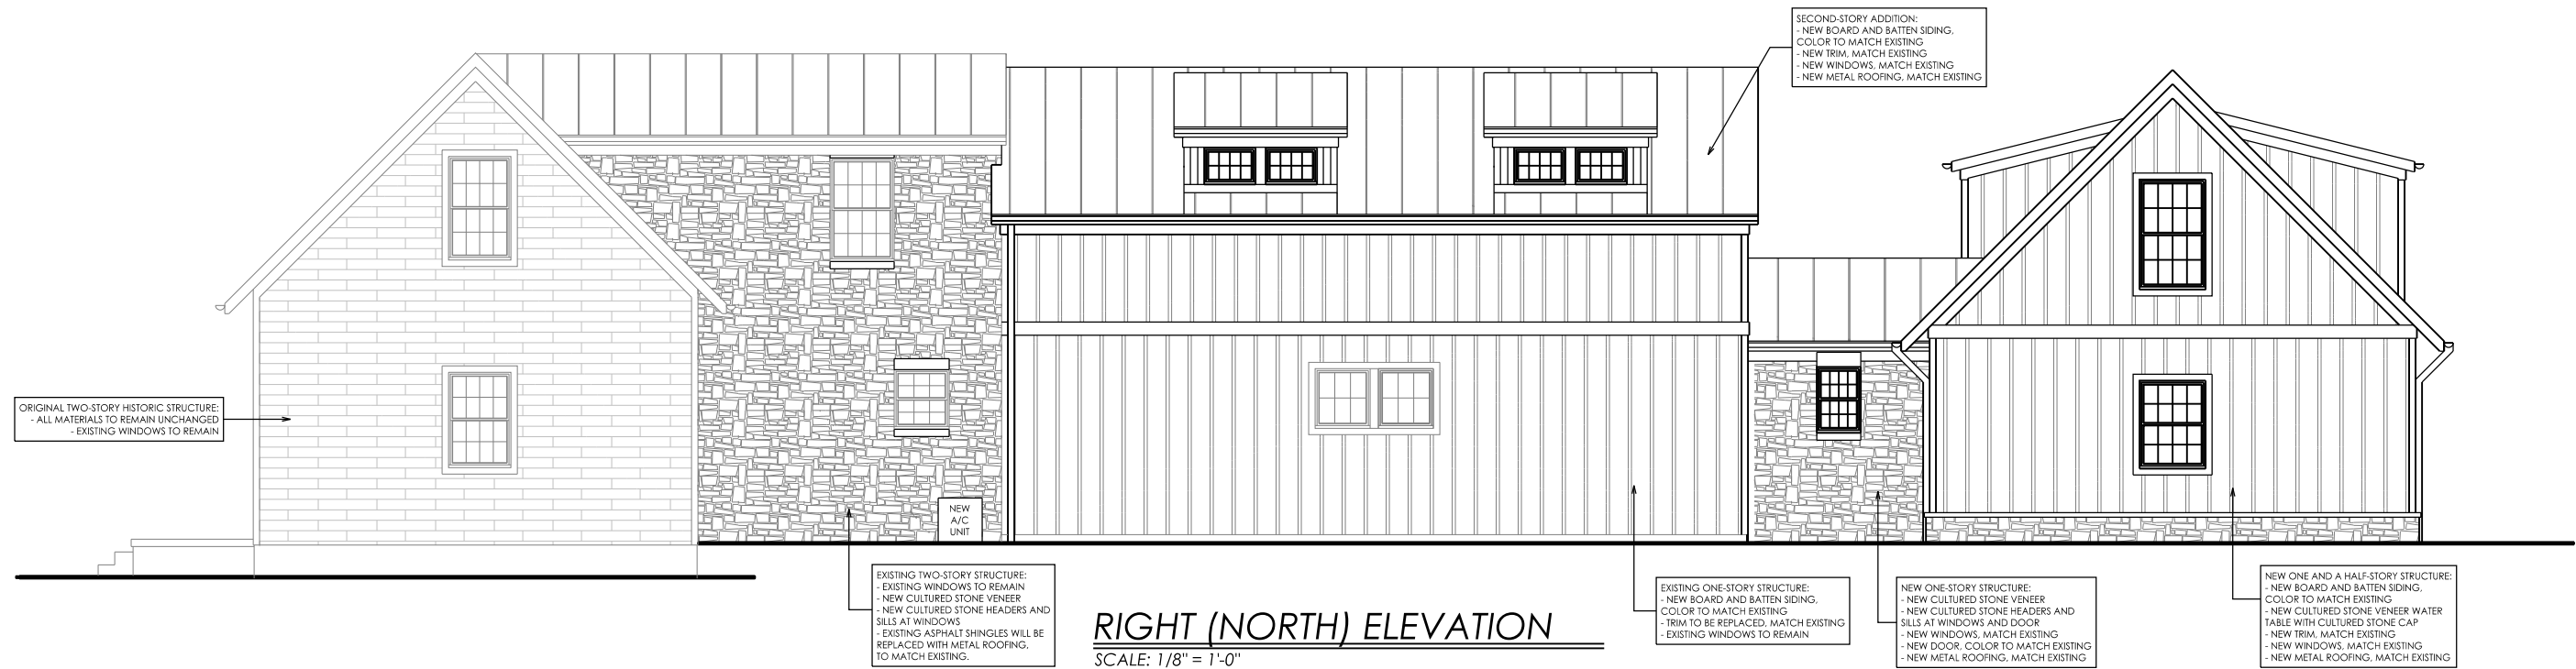 SECOND-STORY ADDITION:
- NEW BOARD AND BATTEN SIDING,
COLOR TO MATCH EXISTING
- NEW TRIM, MATCH EXISTING
- NEW WINDOWS, MATCH EXISTING
- NEW METAL ROOFING, MATCH EXISTING
ORIGINAL TWO-STORY HISTORIC STRUCTURE:
- ALL MATERIALS TO REMAIN UNCHANGED
- EXISTING WINDOWS TO REMAIN
NEW
A/C
UNIT
EXISTING TWO-STORY STRUCTURE:
- EXISTING WINDOWS TO REMAIN
- NEW CULTURED STONE VENEER
- NEW CULTURED STONE HEADERS AND
SILLS AT WINDOWS
- EXISTING ASPHALT SHINGLES WILL BE
REPLACED WITH METAL ROOFING,
TO MATCH EXISTING.
RIGHT (NORTH) ELEVATION
SCALE: 1/8" = 1'-0"
EXISTING ONE-STORY STRUCTURE:
- NEW BOARD AND BATTEN SIDING,
COLOR TO MATCH EXISTING
- TRIM TO BE REPLACED, MATCH EXISTING
- EXISTING WINDOWS TO REMAIN
NEW ONE-STORY STRUCTURE:
- NEW CULTURED STONE VENEER
- NEW CULTURED STONE HEADERS AND
SILLS AT WINDOWS AND DOOR
- NEW WINDOWS, MATCH EXISTING
- NEW DOOR, COLOR TO MATCH EXISTING
- NEW METAL ROOFING, MATCH EXISTING
NEW ONE AND A HALF-STORY STRUCTURE:
- NEW BOARD AND BATTEN SIDING,
COLOR TO MATCH EXISTING
- NEW CULTURED STONE VENEER WATER
TABLE WITH CULTURED STONE CAP
- NEW TRIM, MATCH EXISTING
- NEW WINDOWS, MATCH EXISTING
- NEW METAL ROOFING, MATCH EXISTING